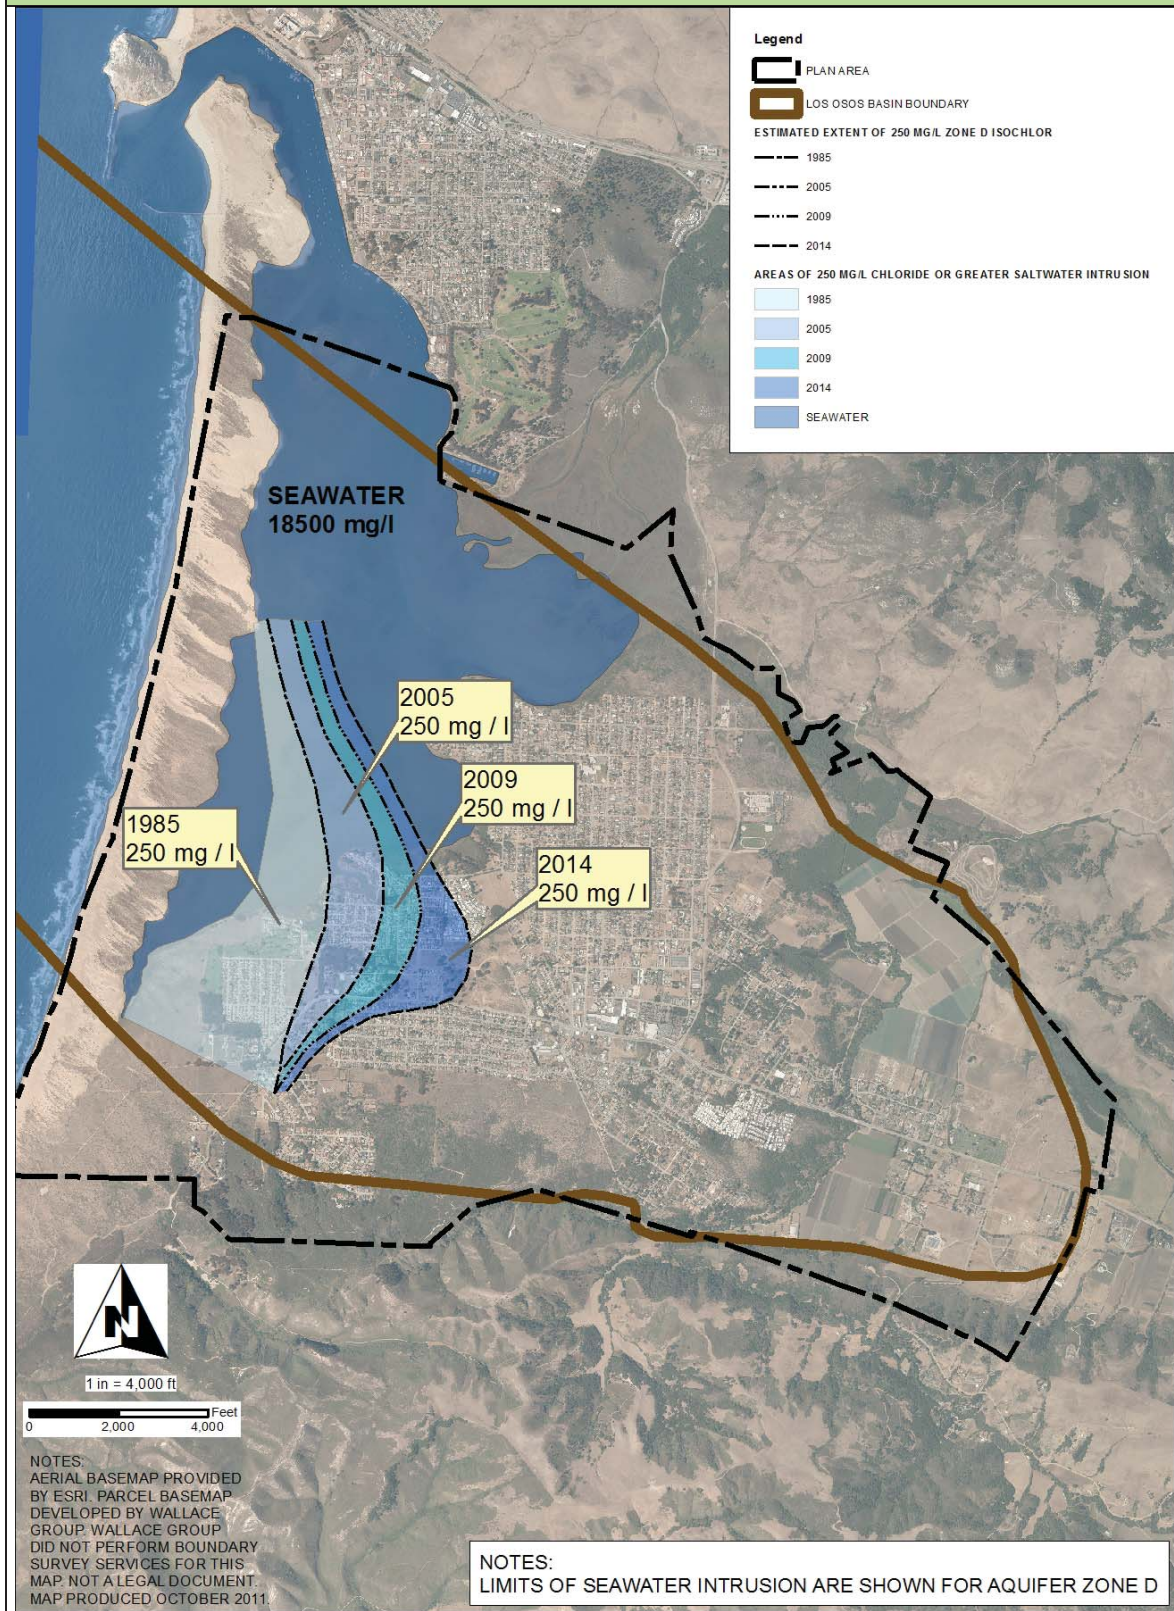 Legend
PLAN AREA
LOS OSOS BASIN BOUNDARY
ESTIMATED EXTENT OF 250 MG/L ZONE D ISOCHLOR
1985
2005
2009
2014
AREAS OF 250 MG/L CHLORIDE OR GREATER SALTWATER INTRUSION
1985
2005
2009
2014
SEAWATER
SEAWATER
18500 mg/l
2005
250 mg / l
2009
250 mg / l
1985
250 mg / l
2014
250 mg / l
N
1 in = 4,000 ft
Feet
0 2,000 4,000
NOTES:
AERIAL BASEMAP PROVIDED
BY ESRI. PARCEL BASEMAP
DEVELOPED BY WALLACE
GROUP. WALLACE GROUP
DID NOT PERFORM BOUNDARY
SURVEY SERVICES FOR THIS
MAP. NOT A LEGAL DOCUMENT.
MAP PRODUCED OCTOBER 2011.
NOTES:
LIMITS OF SEAWATER INTRUSION ARE SHOWN FOR AQUIFER ZONE D